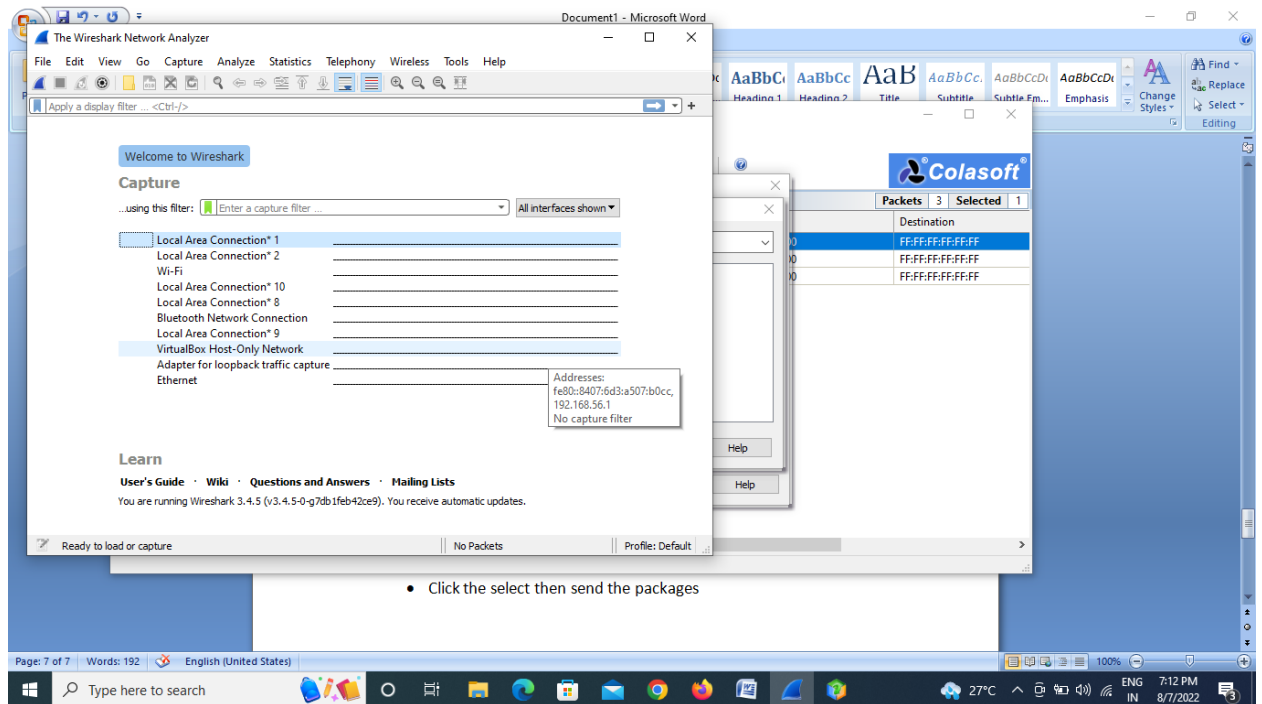 Document1 - Microsoft Word
The Wireshark Network Analyzer
File Edit View Go Capture Analyze Statistics Telephony Wireless Tools Help
Apply a display filter ... <Ctrl-/>
Welcome to Wireshark
Capture
...using this filter: Enter a capture filter ... All interfaces shown
Local Area Connection* 1
Local Area Connection* 2
Wi-Fi
Local Area Connection* 10
Local Area Connection* 8
Bluetooth Network Connection
Local Area Connection* 9
VirtualBox Host-Only Network
Adapter for loopback traffic capture
Ethernet
Addresses:
fe80::8407:6d3:a507:b0cc,
192.168.56.1
No capture filter
Learn
User's Guide · Wiki · Questions and Answers · Mailing Lists
You are running Wireshark 3.4.5 (v3.4.5-0-g7db1feb42ce9). You receive automatic updates.
Ready to load or capture No Packets Profile: Default
AaBbC AaBbCc AaB AaBbCc. AaBbCcDc AaBbCcDc
Heading 1 Heading 2 Title Subtitle Subtle Em... Emphasis
Change
Styles
Find
Replace
Select
Editing
Colasoft®
Packets 3 Selected 1
Destination
FF:FF:FF:FF:FF:FF
FF:FF:FF:FF:FF:FF
FF:FF:FF:FF:FF:FF
Help
Help
• Click the select then send the packages
Page: 7 of 7 Words: 192 English (United States) 100%
Type here to search
27°C
ENG
IN
7:12 PM
8/7/2022
3